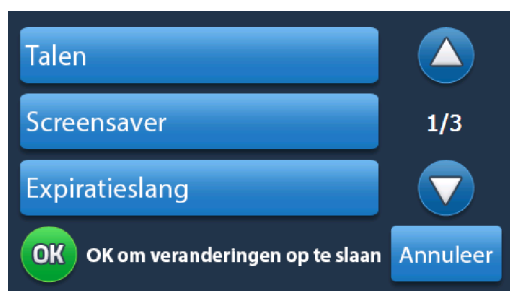 Talen
Screensaver
1/3
Expiratieslang
OK OK om veranderingen op te slaan Annuleer